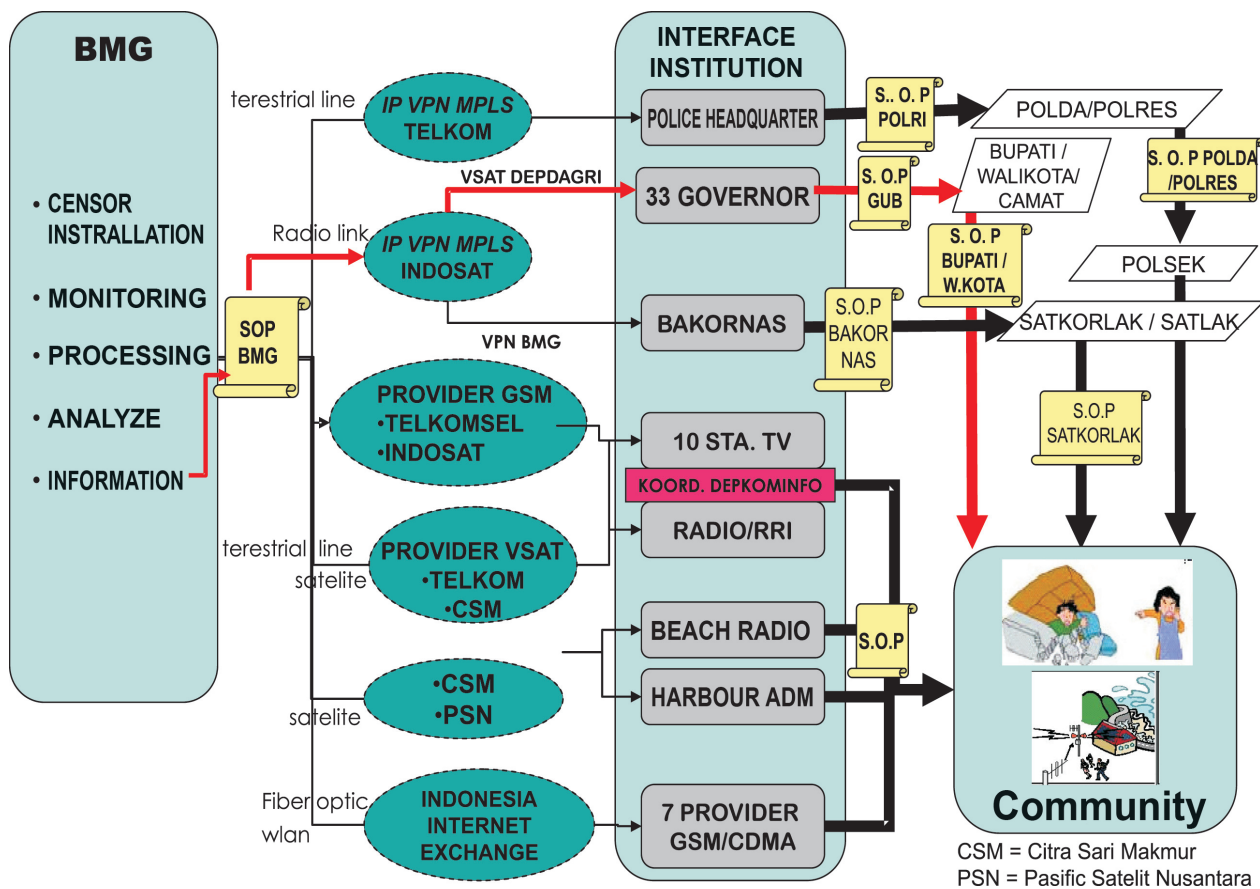 BMG
• CENSOR
INSTRALLATION
• MONITORING
• PROCESSING
• ANALYZE
• INFORMATION
SOP
BMG
terestrial line
Radio link
terestrial line
satelite
satelite
Fiber optic
wlan
IP VPN MPLS
TELKOM
VSAT DEPDAGRI
IP VPN MPLS
INDOSAT
VPN BMG
PROVIDER GSM
•TELKOMSEL
•INDOSAT
PROVIDER VSAT
•TELKOM
•CSM
•CSM
•PSN
INDONESIA
INTERNET
EXCHANGE
INTERFACE
INSTITUTION
POLICE HEADQUARTER
33 GOVERNOR
BAKORNAS
10 STA. TV
KOORD. DEPKOMINFO
RADIO/RRI
BEACH RADIO
HARBOUR ADM
7 PROVIDER
GSM/CDMA
S.. O. P
POLRI
S. O.P
GUB
S.O.P
BAKOR
NAS
S.O.P
POLDA/POLRES
BUPATI /
WALIKOTA/
CAMAT
S. O. P POLDA
/POLRES
S. O. P
BUPATI /
W.KOTA
POLSEK
SATKORLAK / SATLAK
S.O.P
SATKORLAK
Community
CSM = Citra Sari Makmur
PSN = Pasific Satelit Nusantara